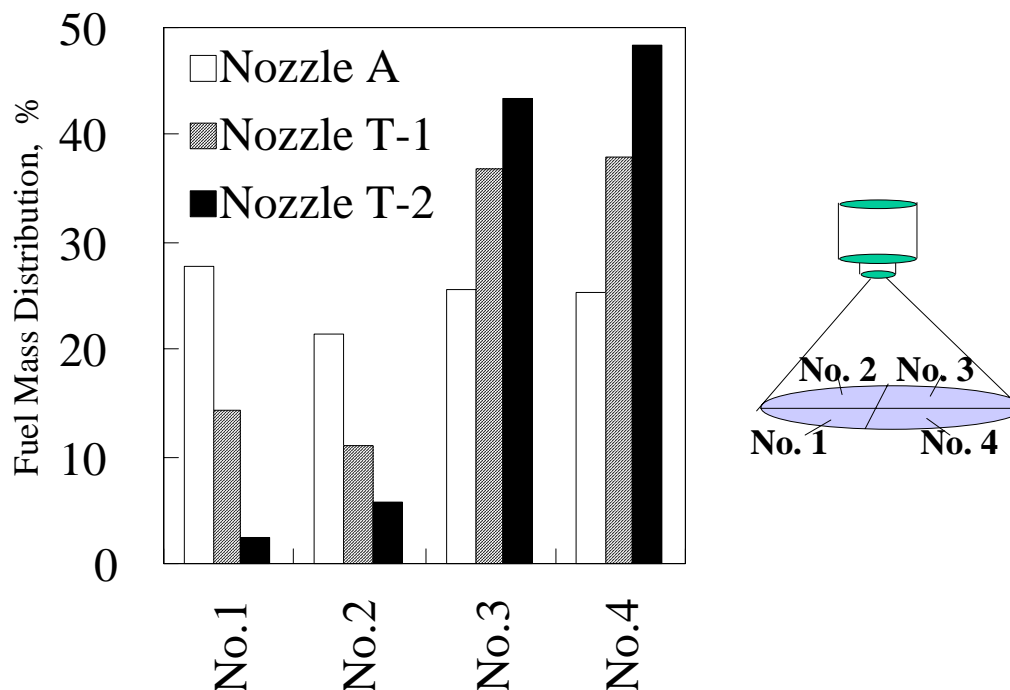 Fuel Mass Distribution, %
50
40
30
20
10
0
Nozzle A
Nozzle T-1
Nozzle T-2
No.1
No.2
No.3
No.4
No. 2
No. 3
No. 1
No. 4